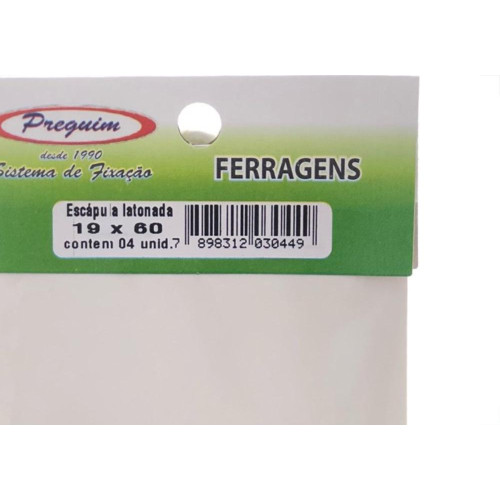 Preguim
desde 1990
Sistema de Fixação
FERRAGENS
Escápula latonada
19 x 60
contem 04 unid.
7 898312 030449